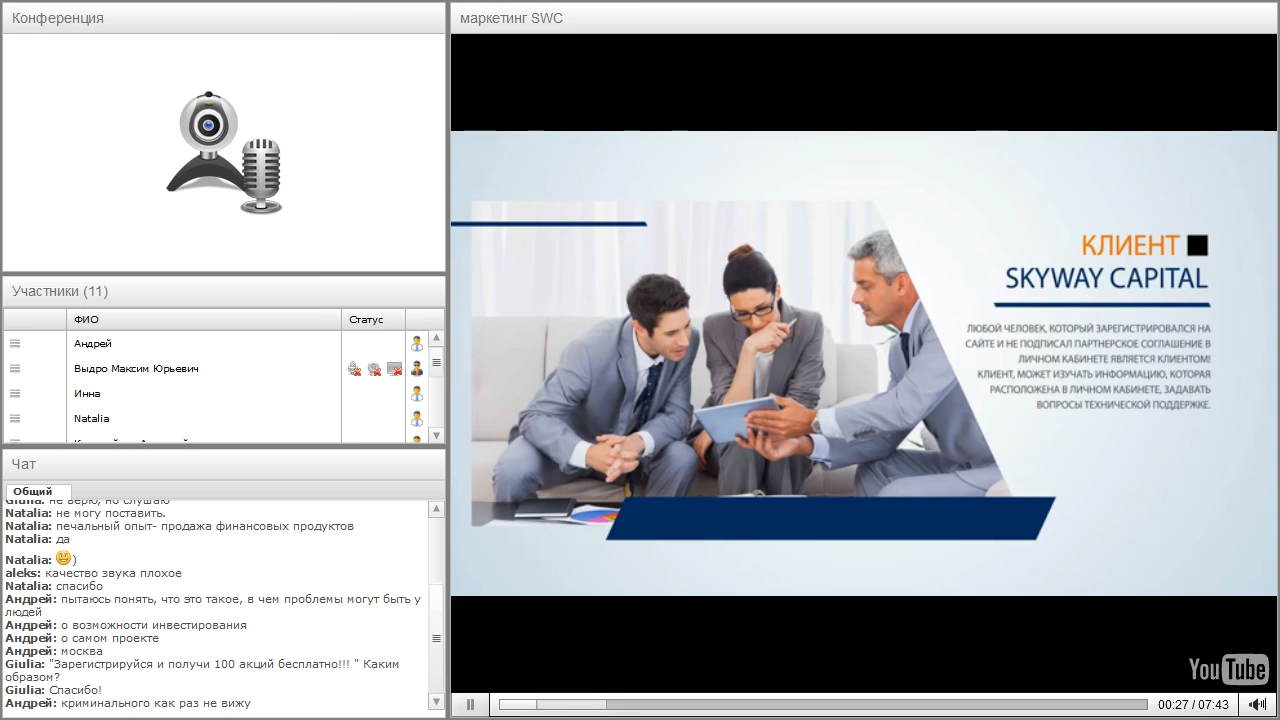 Конференция
маркетинг SWC
КЛИЕНТ
SKYWAY CAPITAL
ЛЮБОЙ ЧЕЛОВЕК, КОТОРЫЙ ЗАРЕГИСТРИРОВАЛСЯ НА
САЙТЕ И НЕ ПОДПИСАЛ ПАРТНЕРСКОЕ СОГЛАШЕНИЕ В
ЛИЧНОМ КАБИНЕТЕ ЯВЛЯЕТСЯ КЛИЕНТОМ!
КЛИЕНТ, МОЖЕТ ИЗУЧАТЬ ИНФОРМАЦИЮ, КОТОРАЯ
РАСПОЛОЖЕНА В ЛИЧНОМ КАБИНЕТЕ, ЗАДАВАТЬ
ВОПРОСЫ ТЕХНИЧЕСКОЙ ПОДДЕРЖКЕ.
Участники (11)
ФИО Статус
Андрей
Выдро Максим Юрьевич
Инна
Natalia
Чат
Общий
Giulia: не верю, но слушаю
Natalia: не могу поставить.
Natalia: печальный опыт- продажа финансовых продуктов
Natalia: да
Natalia: )
aleks: качество звука плохое
Natalia: спасибо
Андрей: пытаюсь понять, что это такое, в чем проблемы могут быть у
людей
Андрей: о возможности инвестирования
Андрей: о самом проекте
Андрей: москва
Giulia: "Зарегистрируйся и получи 100 акций бесплатно!!! " Каким
образом?
Giulia: Спасибо!
Андрей: криминального как раз не вижу
YouTube
00:27 / 07:43